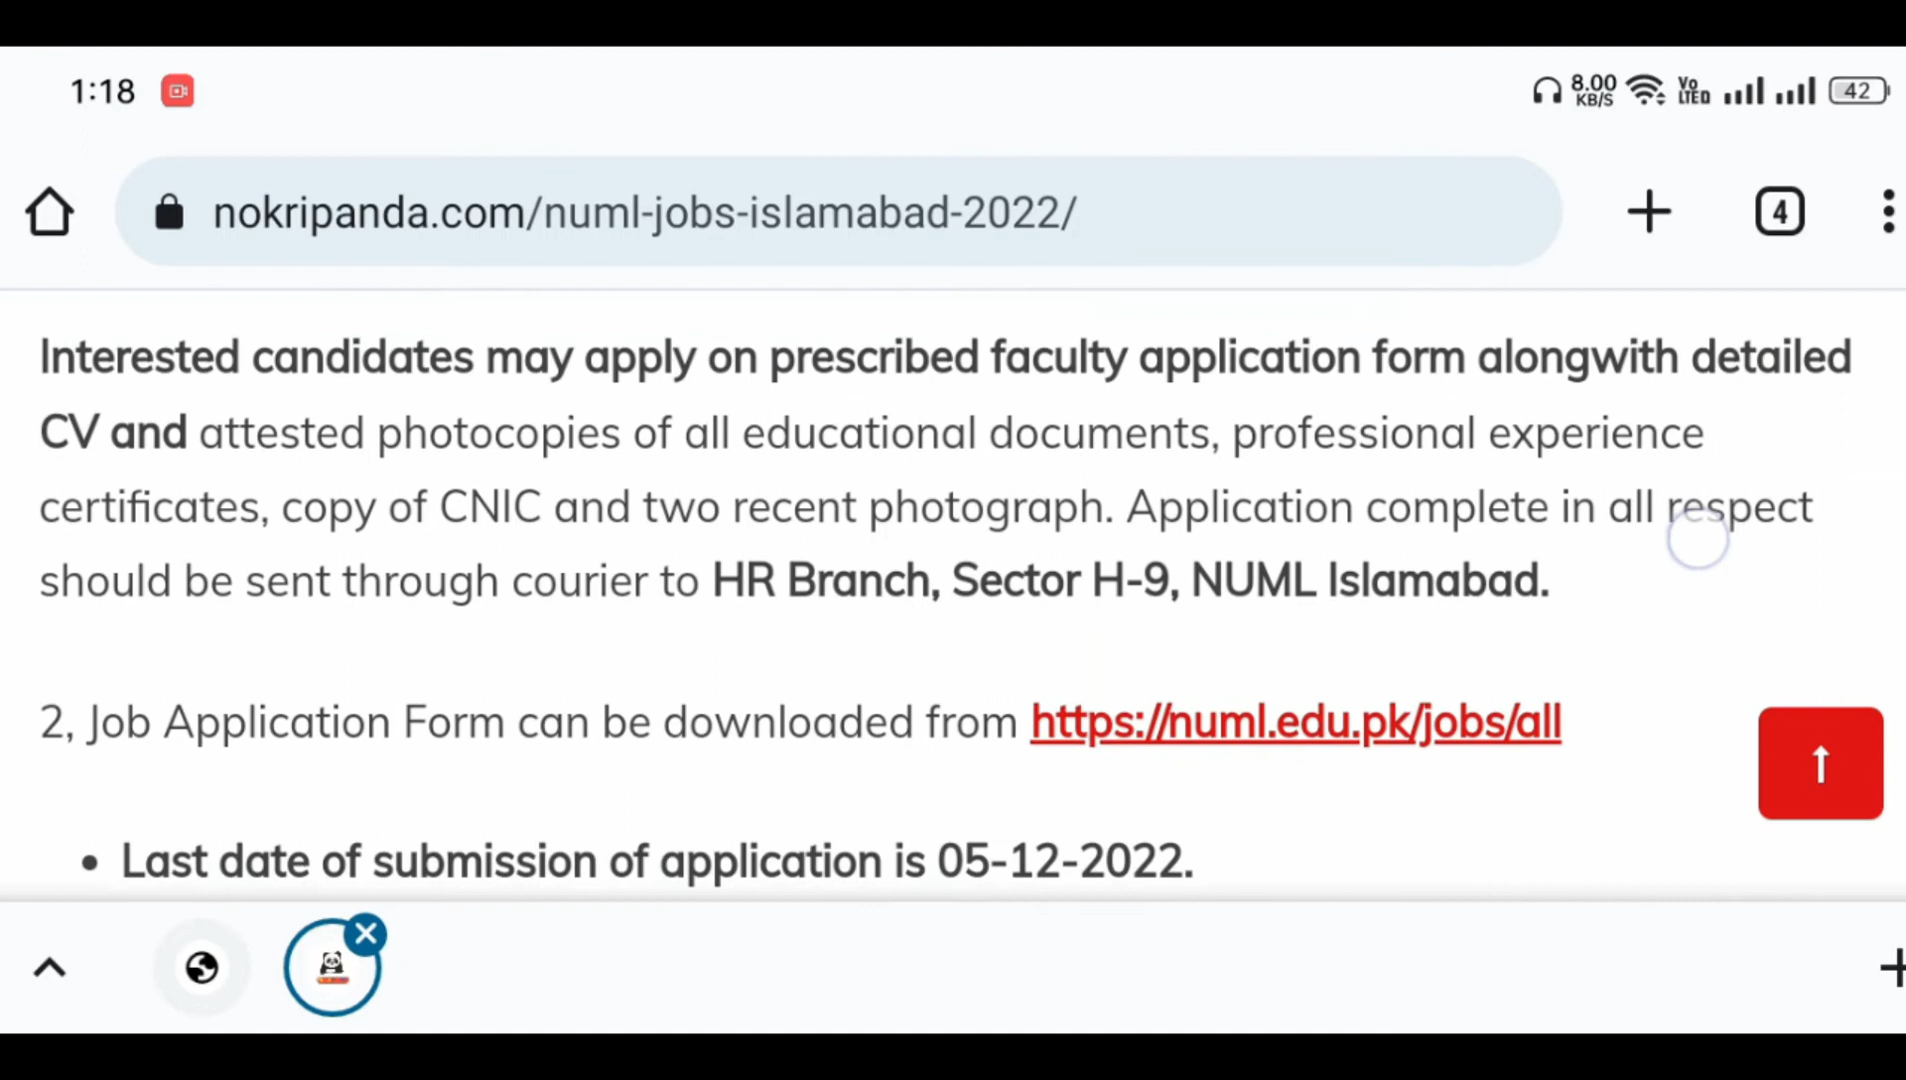 1:18
8.00
KB/S
Vo
LTED
42
nokripanda.com/numl-jobs-islamabad-2022/
4
Interested candidates may apply on prescribed faculty application form alongwith detailed
CV and attested photocopies of all educational documents, professional experience
certificates, copy of CNIC and two recent photograph. Application complete in all respect
should be sent through courier to HR Branch, Sector H-9, NUML Islamabad.
2, Job Application Form can be downloaded from https://numl.edu.pk/jobs/all
• Last date of submission of application is 05-12-2022.